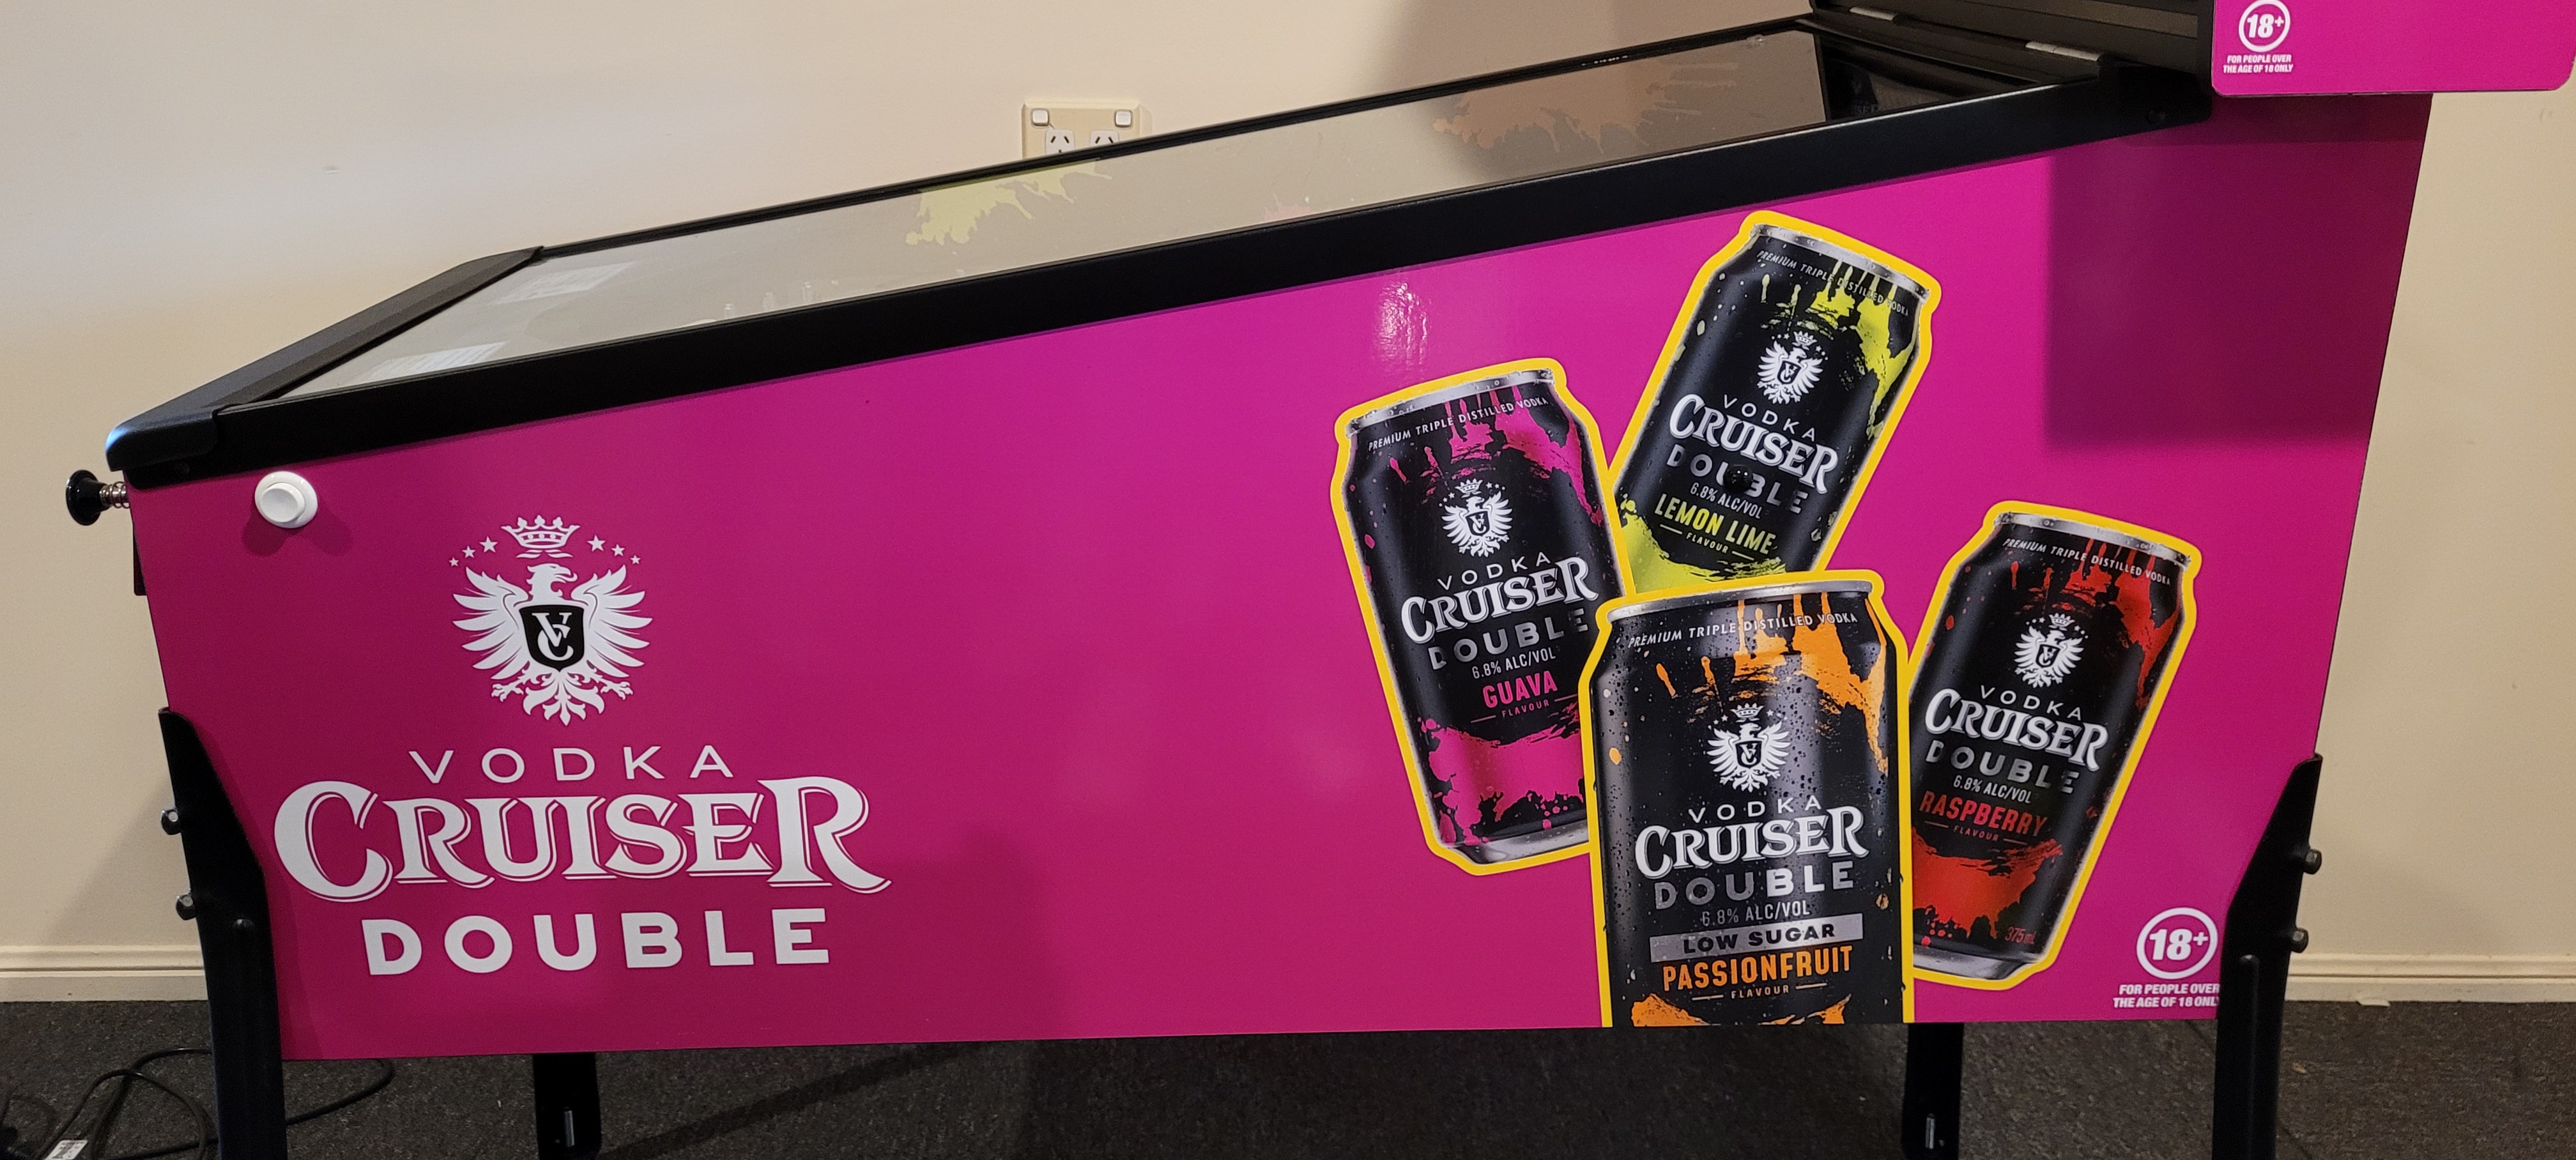 18+
FOR PEOPLE OVER
THE AGE OF 18 ONLY
VC
VODKA
CRUISER
DOUBLE
PREMIUM TRIPLE DISTILLED VODKA
VC
VODKA
CRUISER
DOUBLE
6.8% ALC/VOL
GUAVA
FLAVOUR
PREMIUM TRIPLE DISTILLED VODKA
VC
VODKA
CRUISER
DOUBLE
6.8% ALC/VOL
LEMON LIME
FLAVOUR
PREMIUM TRIPLE DISTILLED VODKA
VC
VODKA
CRUISER
DOUBLE
6.8% ALC/VOL
LOW SUGAR
PASSIONFRUIT
FLAVOUR
PREMIUM TRIPLE DISTILLED VODKA
VC
VODKA
CRUISER
DOUBLE
6.8% ALC/VOL
RASPBERRY
FLAVOUR
375mL
18+
FOR PEOPLE OVER
THE AGE OF 18 ONLY